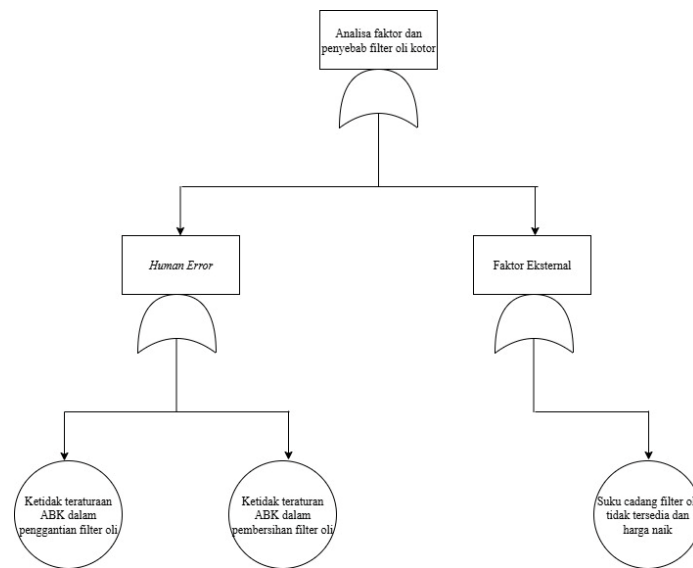 Analisa faktor dan
penyebab filter oli kotor
Human Error
Faktor Eksternal
Ketidak teraturaan
ABK dalam
penggantian filter oli
Ketidak teraturan
ABK dalam
pembersihan filter oli
Suku cadang filter ol
tidak tersedia dan
harga naik